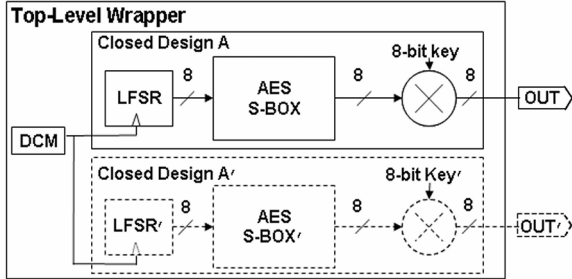 Top-Level Wrapper
Closed Design A
8-bit key
8
8
8
LFSR
AES
S-BOX
OUT
DCM
Closed Design A′
8-bit Key′
8
8
8
LFSR′
AES
S-BOX′
OUT′